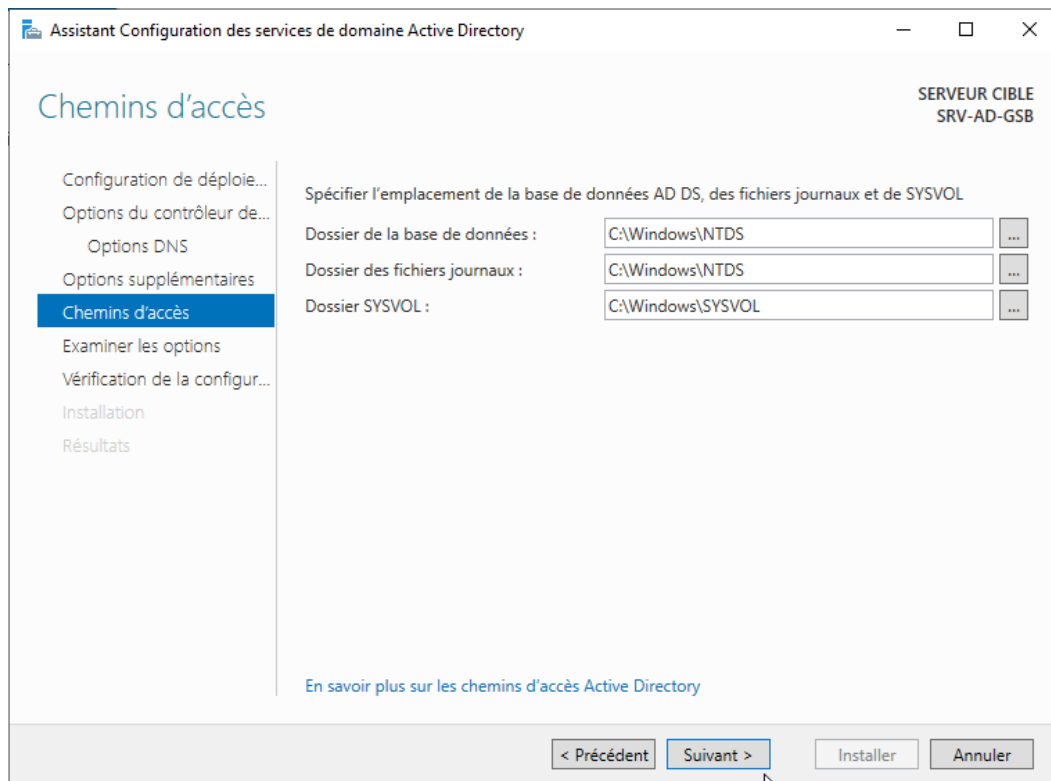 Assistant Configuration des services de domaine Active Directory
Chemins d'accès
SERVEUR CIBLE
SRV-AD-GSB
Configuration de déploie...
Options du contrôleur de...
Options DNS
Options supplémentaires
Chemins d'accès
Examiner les options
Vérification de la configur...
Installation
Résultats
Spécifier l'emplacement de la base de données AD DS, des fichiers journaux et de SYSVOL
Dossier de la base de données : C:\Windows\NTDS ...
Dossier des fichiers journaux : C:\Windows\NTDS ...
Dossier SYSVOL : C:\Windows\SYSVOL ...
En savoir plus sur les chemins d'accès Active Directory
< Précédent Suivant > Installer Annuler